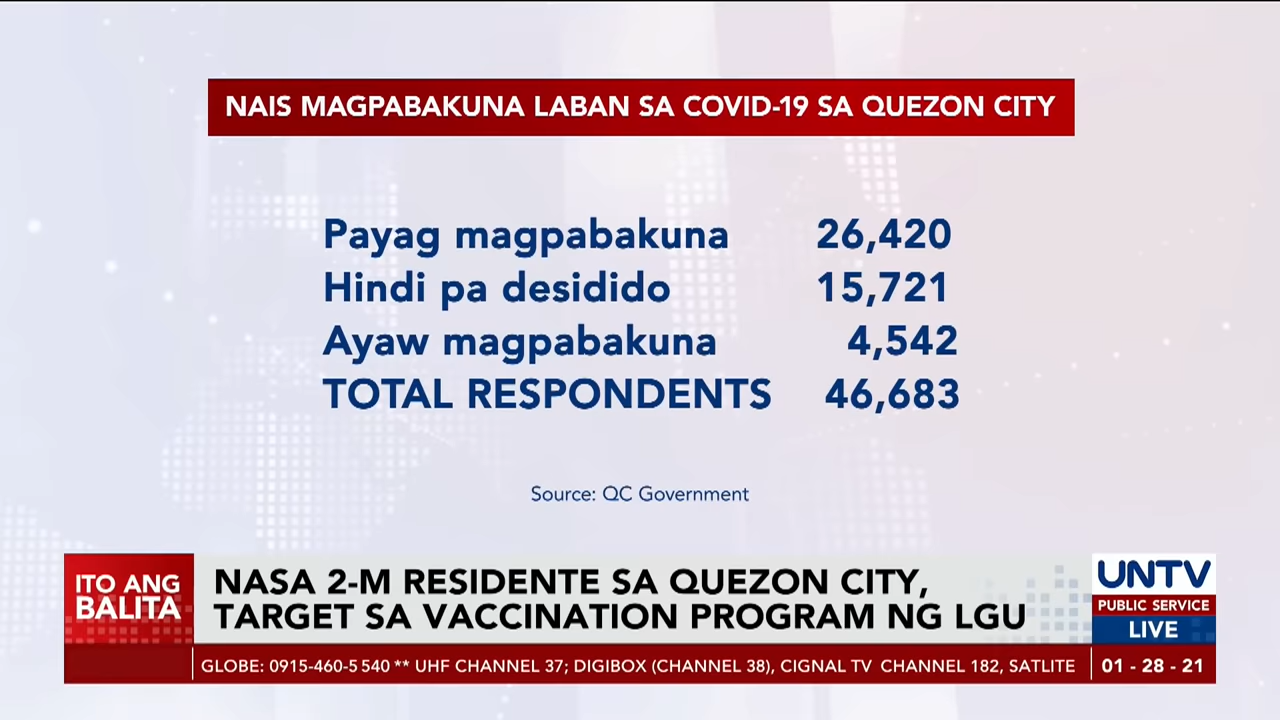 NAIS MAGPABAKUNA LABAN SA COVID-19 SA QUEZON CITY
Payag magpabakuna 26,420
Hindi pa desidido 15,721
Ayaw magpabakuna 4,542
TOTAL RESPONDENTS 46,683
Source: QC Government
ITO ANG
BALITA
NASA 2-M RESIDENTE SA QUEZON CITY,
TARGET SA VACCINATION PROGRAM NG LGU
UNTV
PUBLIC SERVICE
LIVE
GLOBE: 0915-460-5540 ** UHF CHANNEL 37; DIGIBOX (CHANNEL 38), CIGNAL TV CHANNEL 182, SATLITE
01 - 28 - 21